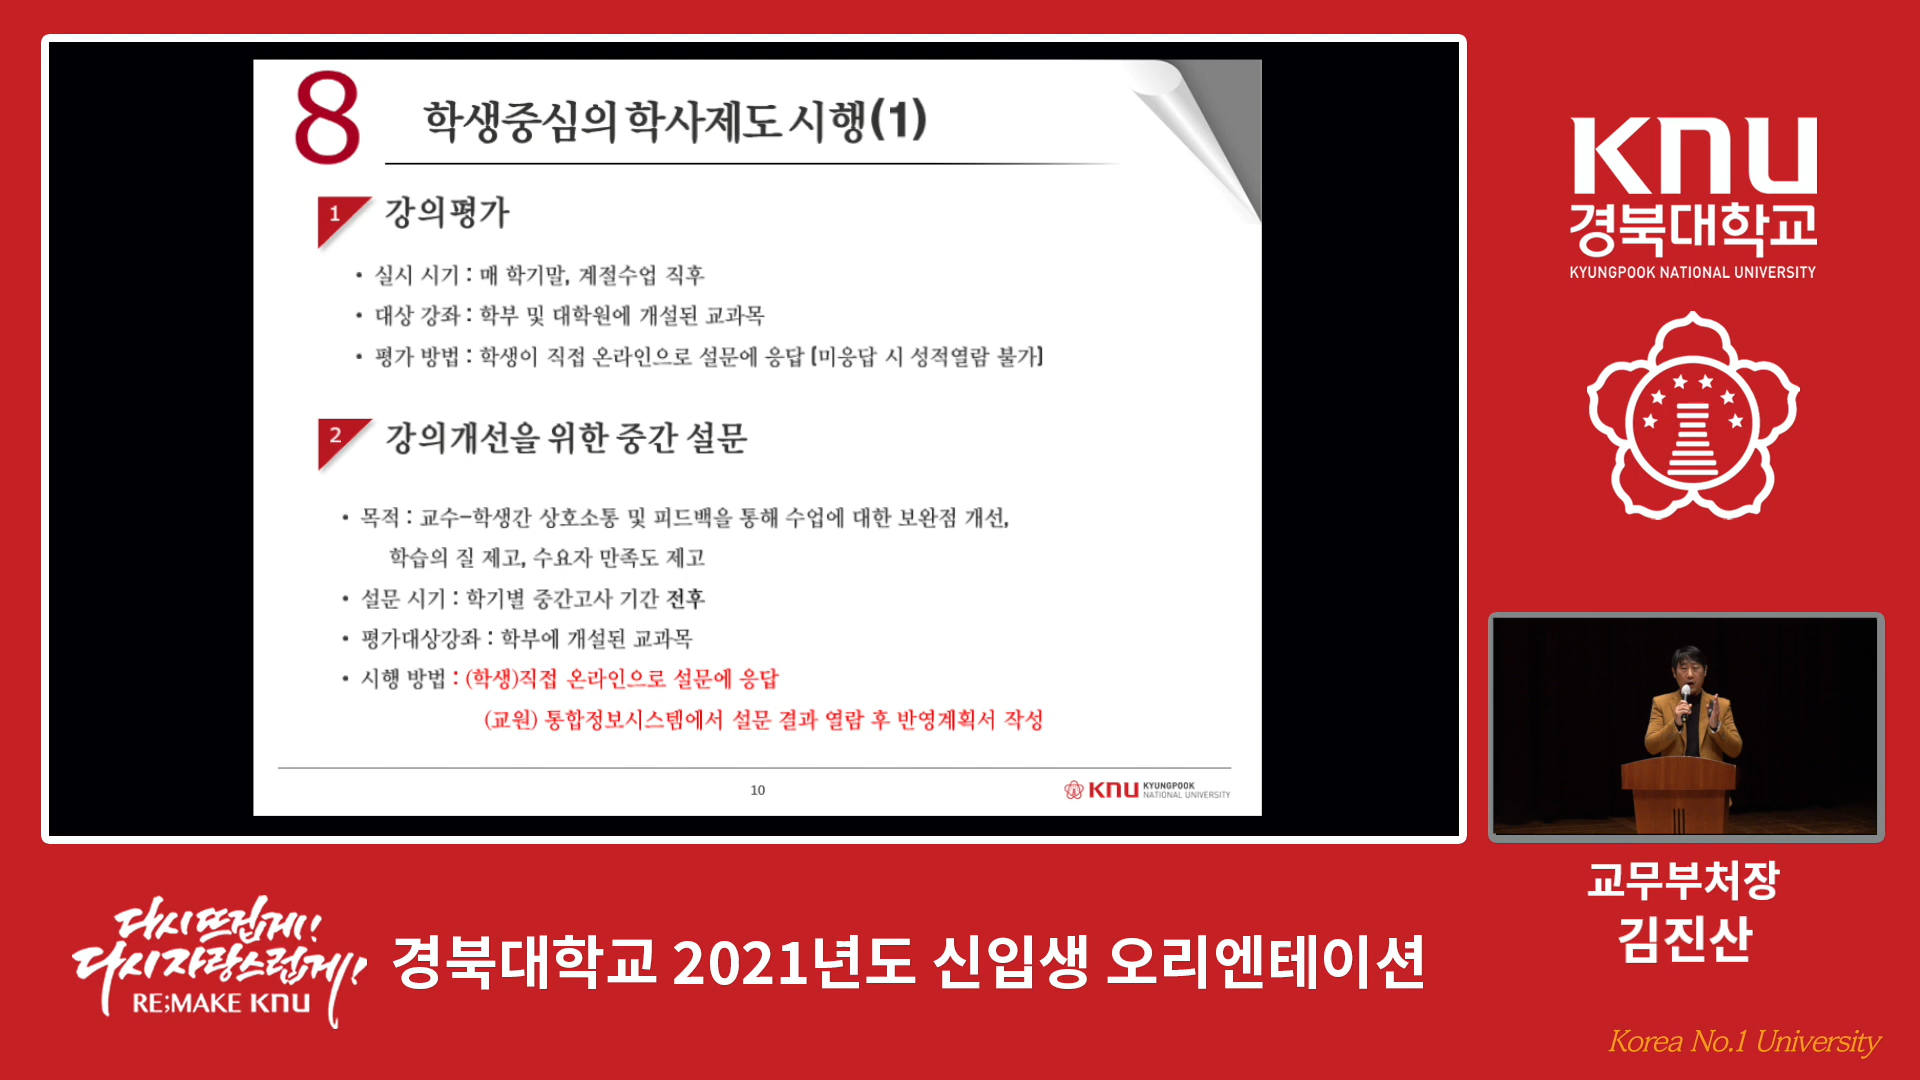 8
학생중심의 학사제도 시행(1)
1
강의평가
• 실시 시기 : 매 학기말, 계절수업 직후
• 대상 강좌 : 학부 및 대학원에 개설된 교과목
• 평가 방법 : 학생이 직접 온라인으로 설문에 응답 (미응답 시 성적열람 불가)
2
강의개선을 위한 중간 설문
• 목적 : 교수-학생간 상호소통 및 피드백을 통해 수업에 대한 보완점 개선,
학습의 질 제고, 수요자 만족도 제고
• 설문 시기 : 학기별 중간고사 기간 전후
• 평가대상강좌 : 학부에 개설된 교과목
• 시행 방법 : (학생)직접 온라인으로 설문에 응답
(교원) 통합정보시스템에서 설문 결과 열람 후 반영계획서 작성
10
KNU KYUNGPOOK
NATIONAL UNIVERSITY
KNU
경북대학교
KYUNGPOOK NATIONAL UNIVERSITY
교무부처장
김진산
다시 뜨겁게!
다시 자랑스럽게!
RE;MAKE KNU
경북대학교 2021년도 신입생 오리엔테이션
Korea No.1 University